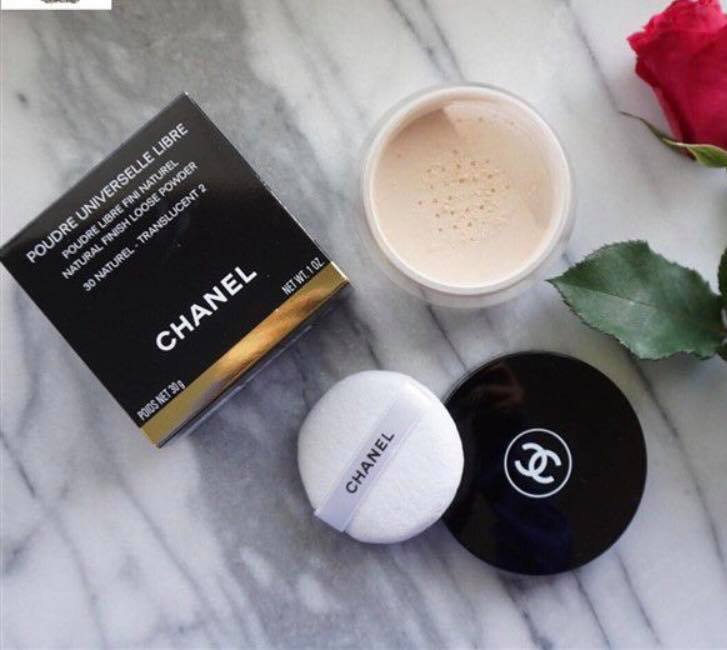 POUDRE UNIVERSELLE LIBRE
POUDRE LIBRE FINI NATUREL
NATURAL FINISH LOOSE POWDER
30 NATUREL - TRANSLUCENT 2
CHANEL
POIDS NET 30g
NET WT. 1 OZ.
CHANEL